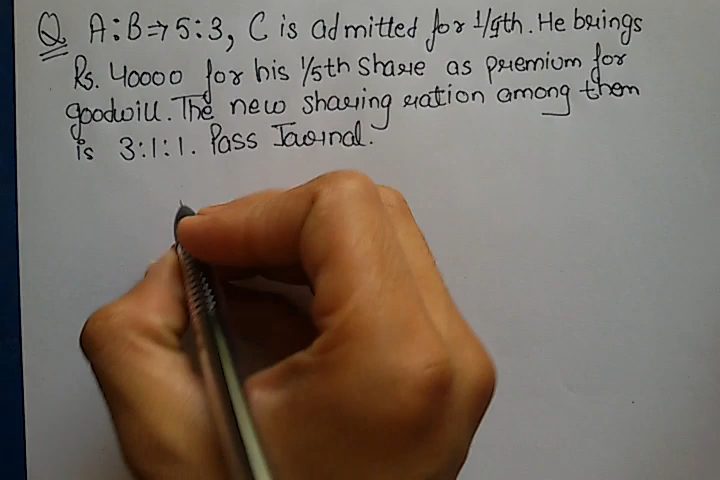 Q A:B⇒5:3, C is admitted for 1/5th. He brings
Rs. 40000 for his 1/5th Share as premium for
goodwill. The new sharing ration among them
is 3:1:1. Pass Journal.